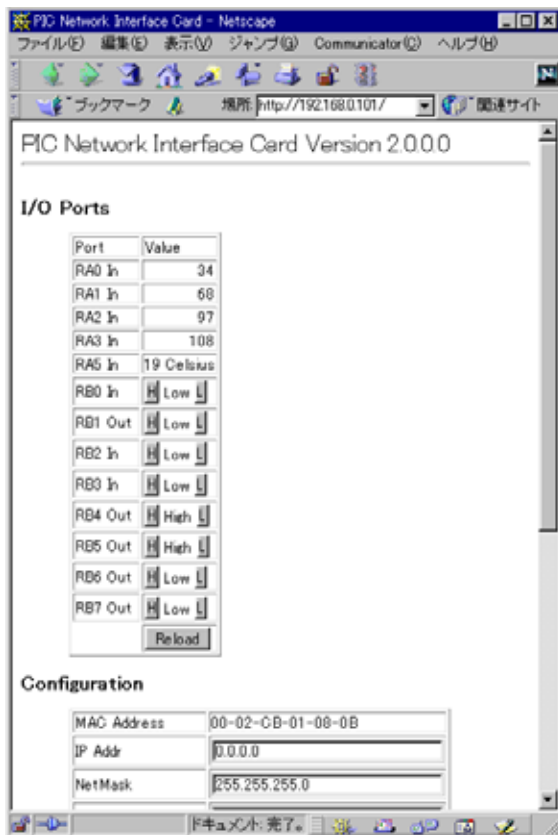 PIC Network Interface Card - Netscape
ファイル(F) 編集(E) 表示(V) ジャンプ(G) Communicator(C) ヘルプ(H)
N
ブックマーク 場所: http://192.168.0.101/ 関連サイト
PIC Network Interface Card Version 2.0.0.0
I/O Ports
Port Value
RA0 In 34
RA1 In 68
RA2 In 97
RA3 In 108
RA5 In 19 Celsius
RB0 In H Low L
RB1 Out H Low L
RB2 In H Low L
RB3 In H Low L
RB4 Out H High L
RB5 Out H High L
RB6 Out H Low L
RB7 Out H Low L
Reload
Configuration
MAC Address 00-02-CB-01-08-0B
IP Addr 0.0.0.0
NetMask 255.255.255.0
ドキュメント: 完了。